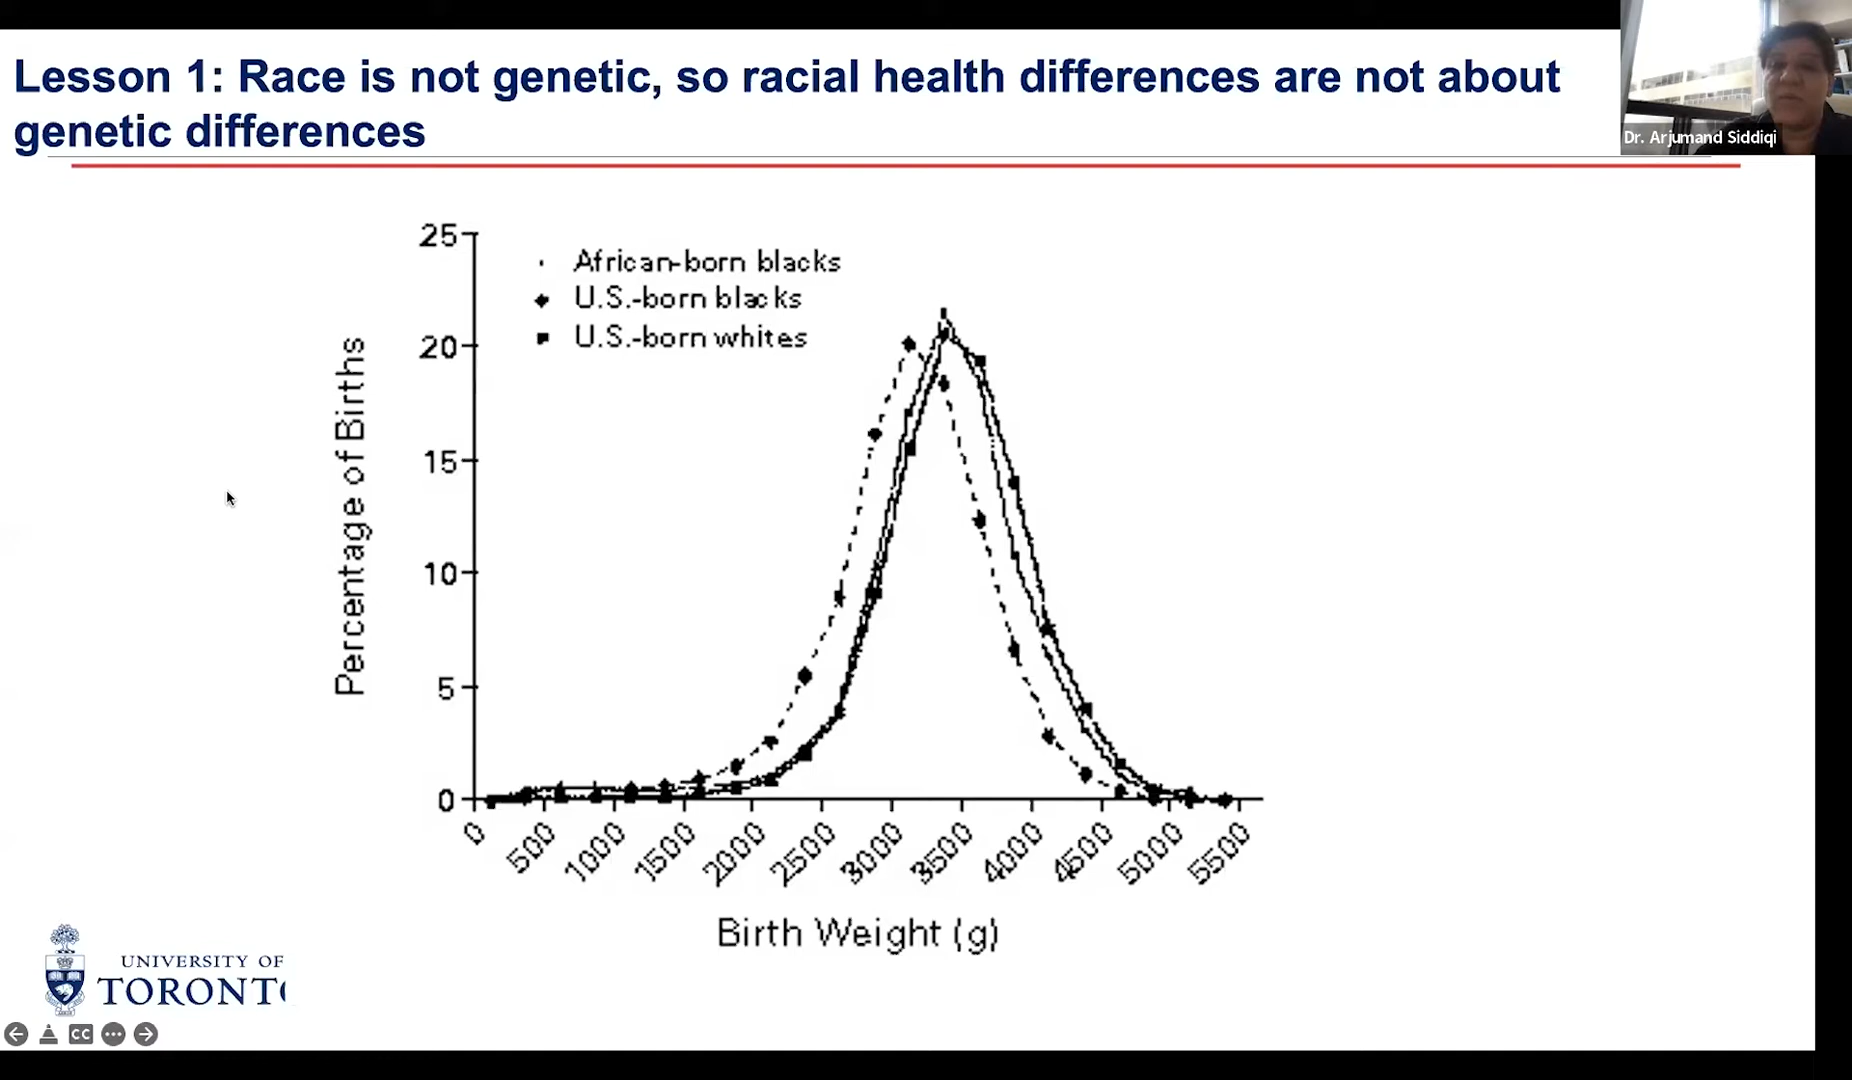 Lesson 1: Race is not genetic, so racial health differences are not about
genetic differences
Dr. Arjumand Siddiqi
25
20
15
10
5
0
Percentage of Births
African-born blacks
U.S.-born blacks
U.S.-born whites
0
500
1000
1500
2000
2500
3000
3500
4000
4500
5000
5500
Birth Weight (g)
UNIVERSITY OF
TORONTO
CC